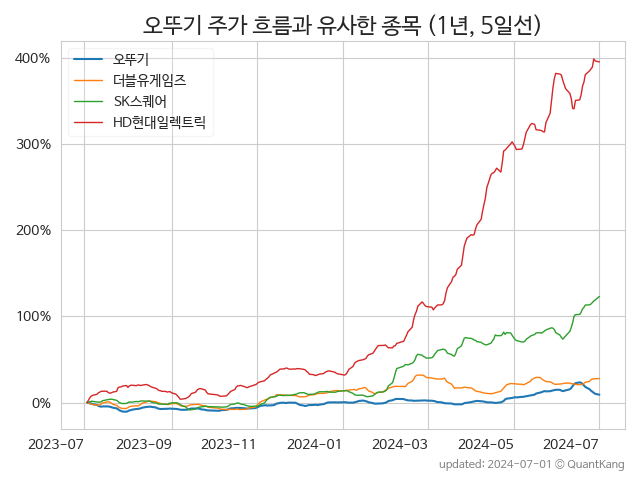 오뚜기 주가 흐름과 유사한 종목 (1년, 5일선)
오뚜기
더블유게임즈
SK스퀘어
HD현대일렉트릭
400%
300%
200%
100%
0%
2023-07 2023-09 2023-11 2024-01 2024-03 2024-05 2024-07
updated: 2024-07-01 © QuantKang